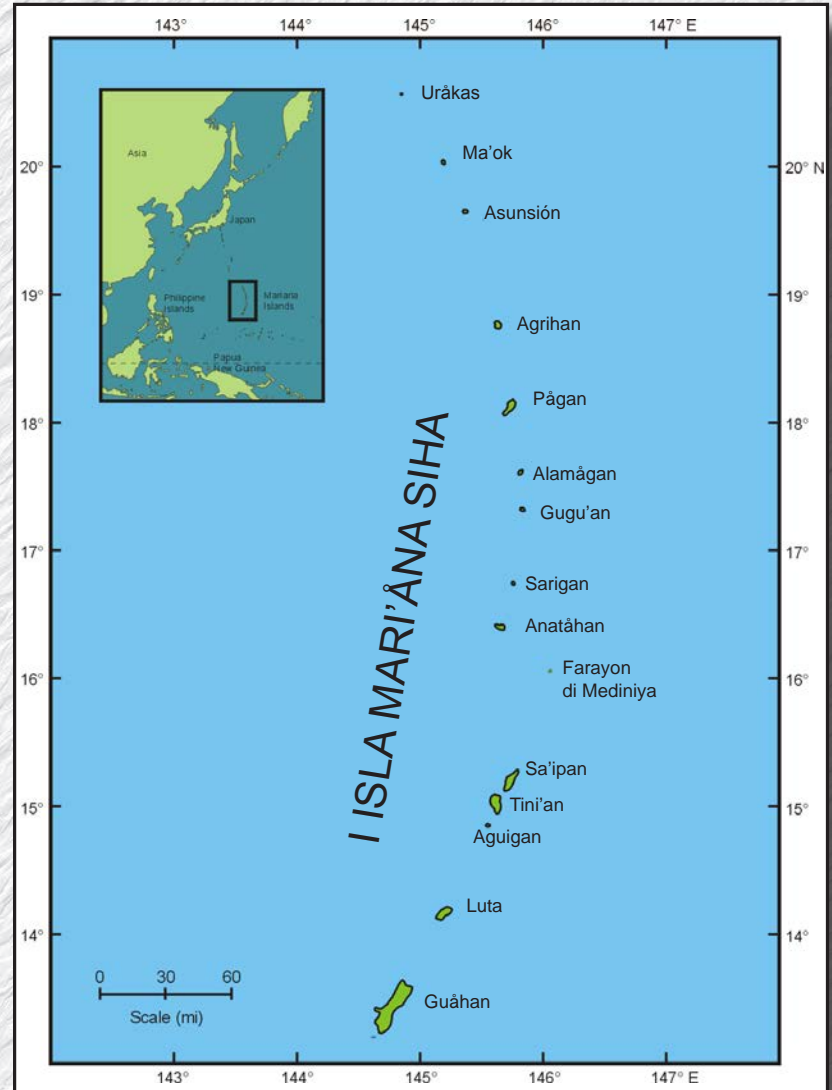 143°
144°
145°
146°
147° E
Uråkas
Ma'ok
20°
20° N
Asunsión
Asia
Japan
Philippine
Islands
Mariana
Islands
Papua
New Guinea
19°
19°
Agrihan
Pågan
18°
18°
Alamågan
Gugu'an
17°
17°
Sarigan
Anatåhan
Farayon
di Mediniya
16°
16°
I ISLA MARI'ÅNA SIHA
Sa'ipan
Tini'an
15°
15°
Aguigan
Luta
14°
14°
0 30 60
Scale (mi)
Guåhan
143°
144°
145°
146°
147° E